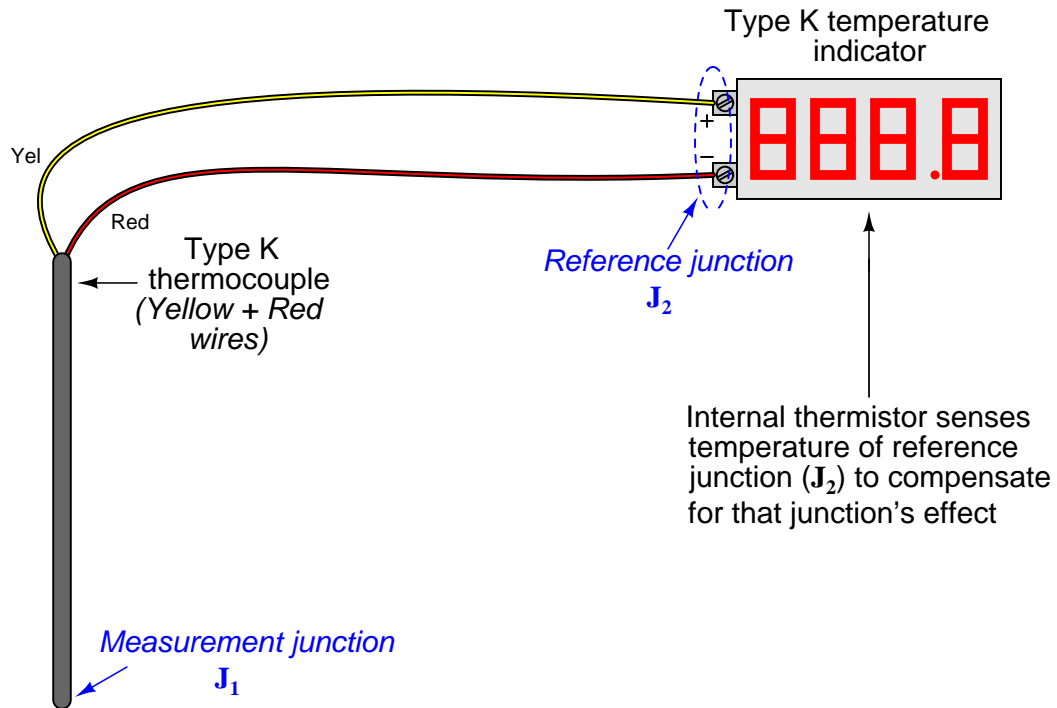 Type K temperature
indicator
+
–
888.8
Yel
Red
Type K
thermocouple
(Yellow + Red
wires)
Reference junction
J2
Internal thermistor senses
temperature of reference
junction (J2) to compensate
for that junction's effect
Measurement junction
J1